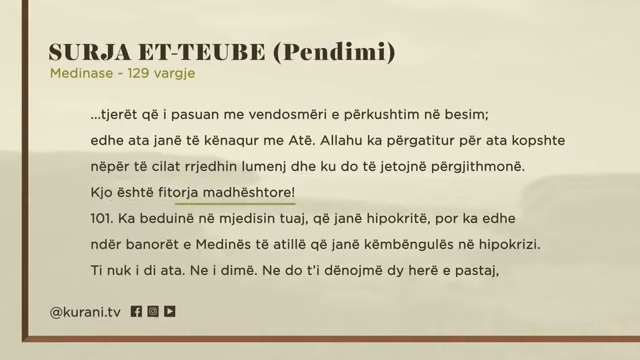 SURJA ET-TEUBE (Pendimi)
Medinase - 129 vargje
...tjerët që i pasuan me vendosmëri e përkushtim në besim;
edhe ata janë të kënaqur me Atë. Allahu ka përgatitur për ata kopshte
nëpër të cilat rrjedhin lumenj dhe ku do të jetojnë përgjithmonë.
Kjo është fitorja madhështore!
101. Ka beduinë në mjedisin tuaj, që janë hipokritë, por ka edhe
ndër banorët e Medinës të atillë që janë këmbëngulës në hipokrizi.
Ti nuk i di ata. Ne i dimë. Ne do t'i dënojmë dy herë e pastaj,
@kurani.tv